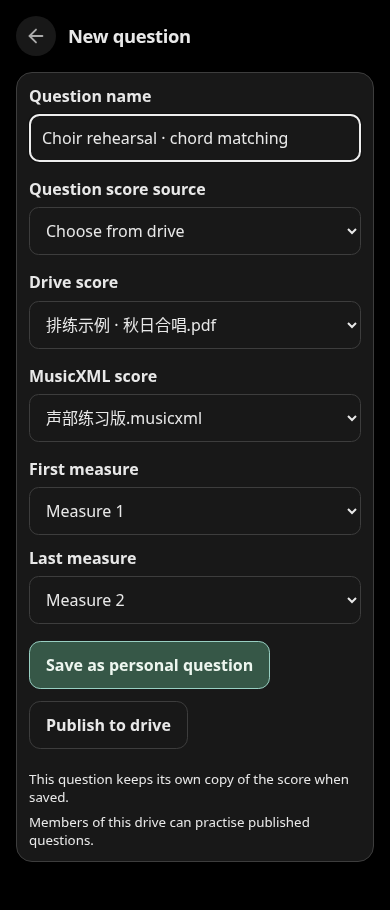 New question
Question name
Choir rehearsal · chord matching
Question score source
Choose from drive
Drive score
排练示例 · 秋日合唱.pdf
MusicXML score
声部练习版.musicxml
First measure
Measure 1
Last measure
Measure 2
Save as personal question
Publish to drive
This question keeps its own copy of the score when
saved.
Members of this drive can practise published
questions.